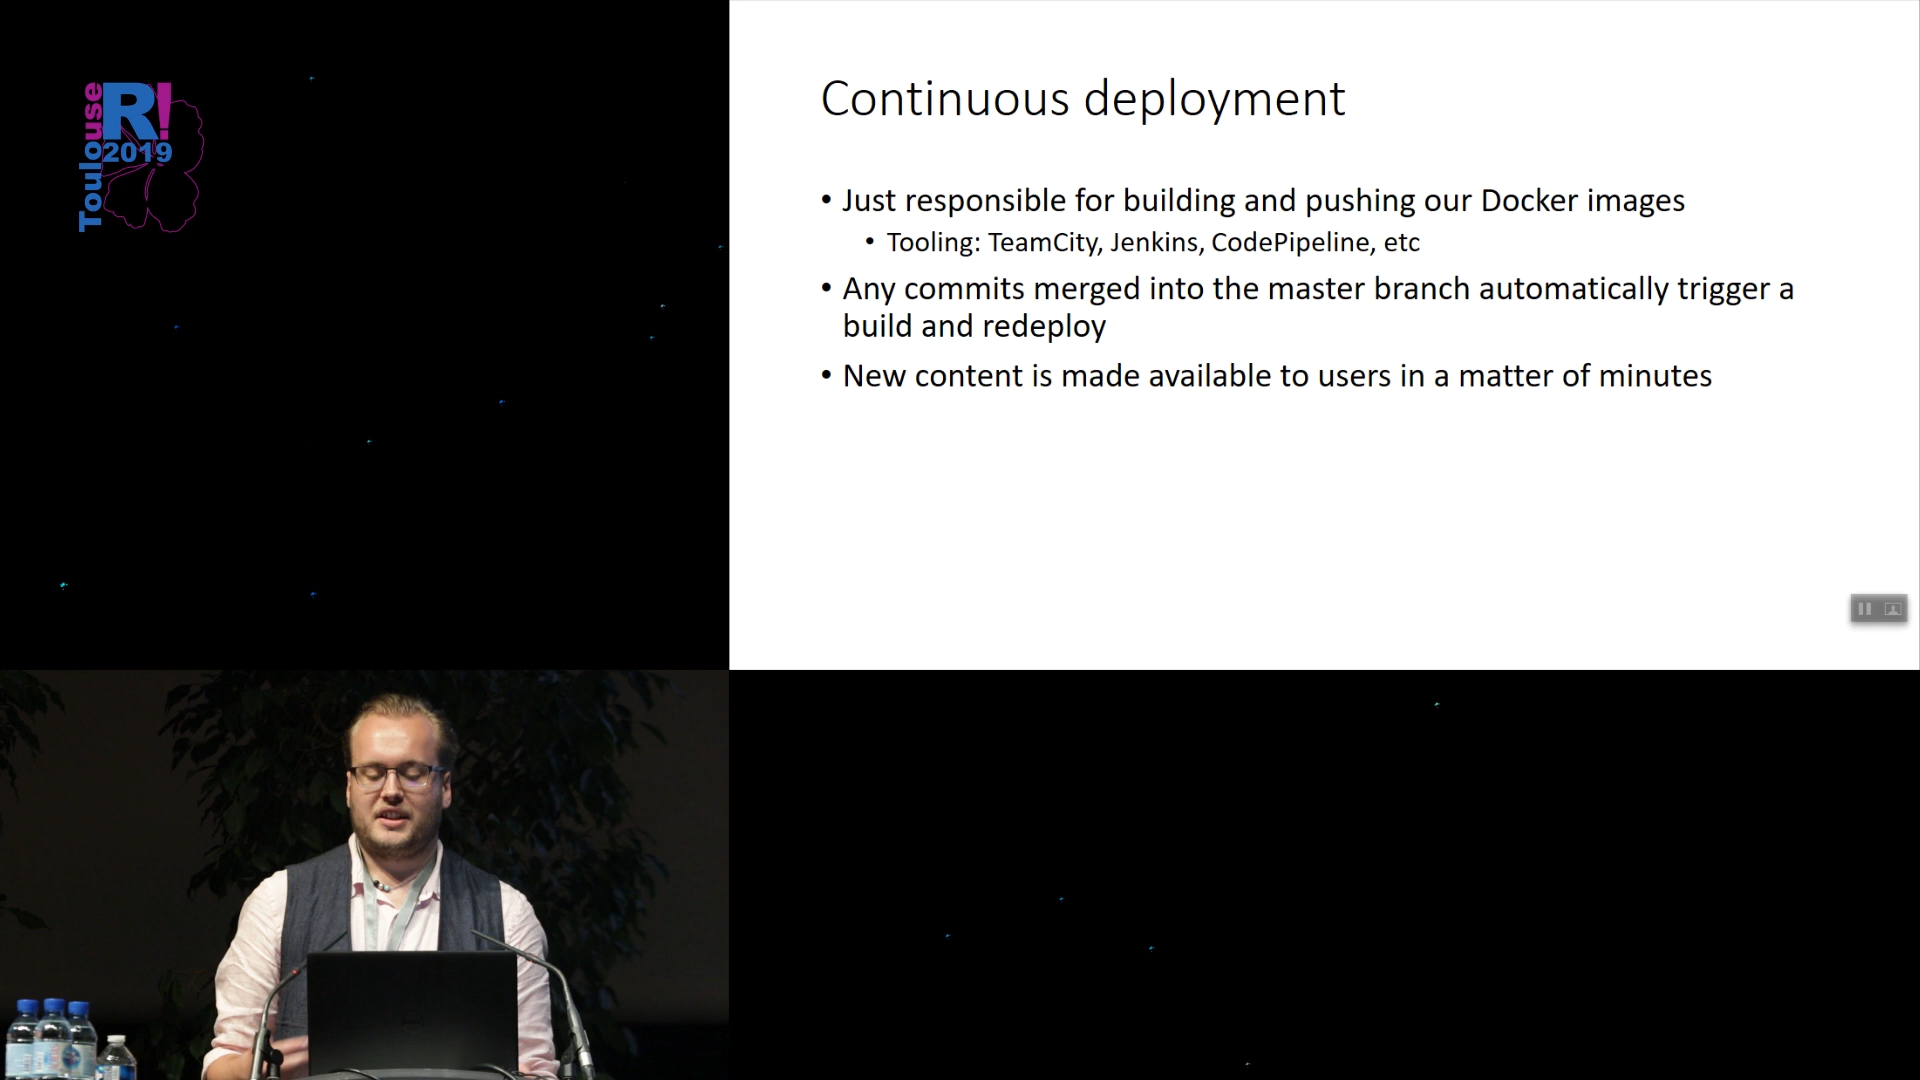 Toulouse
R!
2019
Continuous deployment
• Just responsible for building and pushing our Docker images
• Tooling: TeamCity, Jenkins, CodePipeline, etc
• Any commits merged into the master branch automatically trigger a
build and redeploy
• New content is made available to users in a matter of minutes